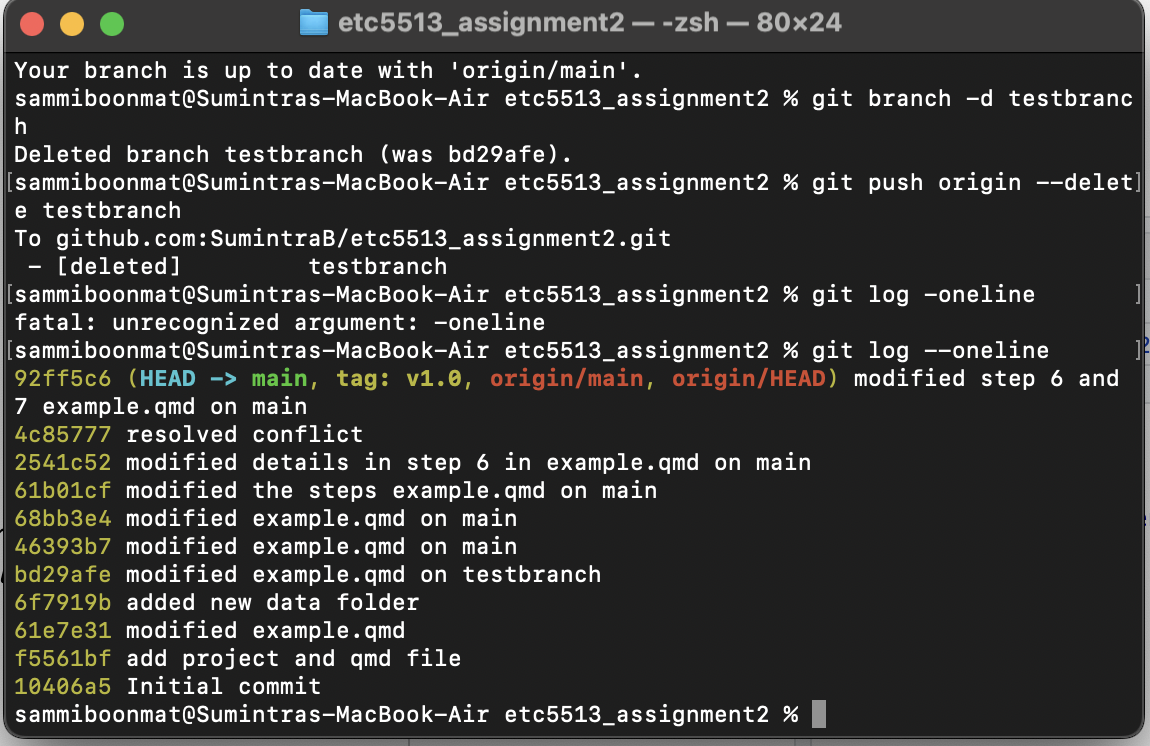 etc5513_assignment2 — -zsh — 80×24
Your branch is up to date with 'origin/main'.
sammiboonmat@Sumintras-MacBook-Air etc5513_assignment2 % git branch -d testbranc
h
Deleted branch testbranch (was bd29afe).
[sammiboonmat@Sumintras-MacBook-Air etc5513_assignment2 % git push origin --delet]
e testbranch
To github.com:SumintraB/etc5513_assignment2.git
 - [deleted]         testbranch
[sammiboonmat@Sumintras-MacBook-Air etc5513_assignment2 % git log -oneline       ]
fatal: unrecognized argument: -oneline
[sammiboonmat@Sumintras-MacBook-Air etc5513_assignment2 % git log --oneline      ]
92ff5c6 (HEAD -> main, tag: v1.0, origin/main, origin/HEAD) modified step 6 and
7 example.qmd on main
4c85777 resolved conflict
2541c52 modified details in step 6 in example.qmd on main
61b01cf modified the steps example.qmd on main
68bb3e4 modified example.qmd on main
46393b7 modified example.qmd on main
bd29afe modified example.qmd on testbranch
6f7919b added new data folder
61e7e31 modified example.qmd
f5561bf add project and qmd file
10406a5 Initial commit
sammiboonmat@Sumintras-MacBook-Air etc5513_assignment2 %